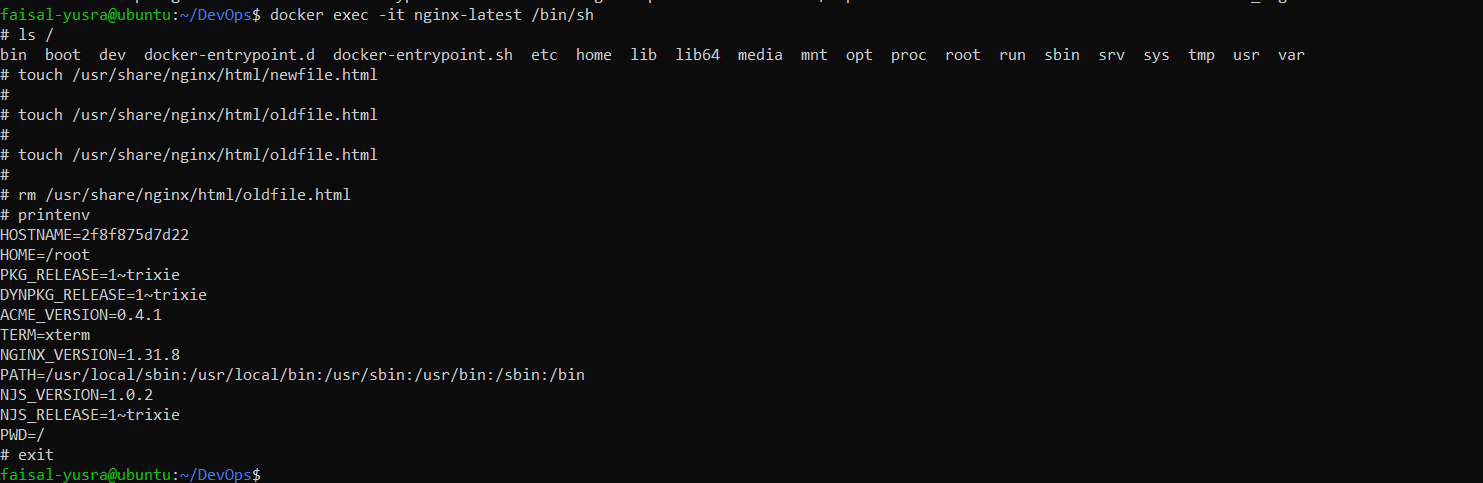 faisal-yusra@ubuntu:~/DevOps$ docker exec -it nginx-latest /bin/sh
# ls /
bin  boot  dev  docker-entrypoint.d  docker-entrypoint.sh  etc  home  lib  lib64  media  mnt  opt  proc  root  run  sbin  srv  sys  tmp  usr  var
# touch /usr/share/nginx/html/newfile.html
#
# touch /usr/share/nginx/html/oldfile.html
#
# touch /usr/share/nginx/html/oldfile.html
#
# rm /usr/share/nginx/html/oldfile.html
# printenv
HOSTNAME=2f8f875d7d22
HOME=/root
PKG_RELEASE=1~trixie
DYNPKG_RELEASE=1~trixie
ACME_VERSION=0.4.1
TERM=xterm
NGINX_VERSION=1.31.8
PATH=/usr/local/sbin:/usr/local/bin:/usr/sbin:/usr/bin:/sbin:/bin
NJS_VERSION=1.0.2
NJS_RELEASE=1~trixie
PWD=/
# exit
faisal-yusra@ubuntu:~/DevOps$